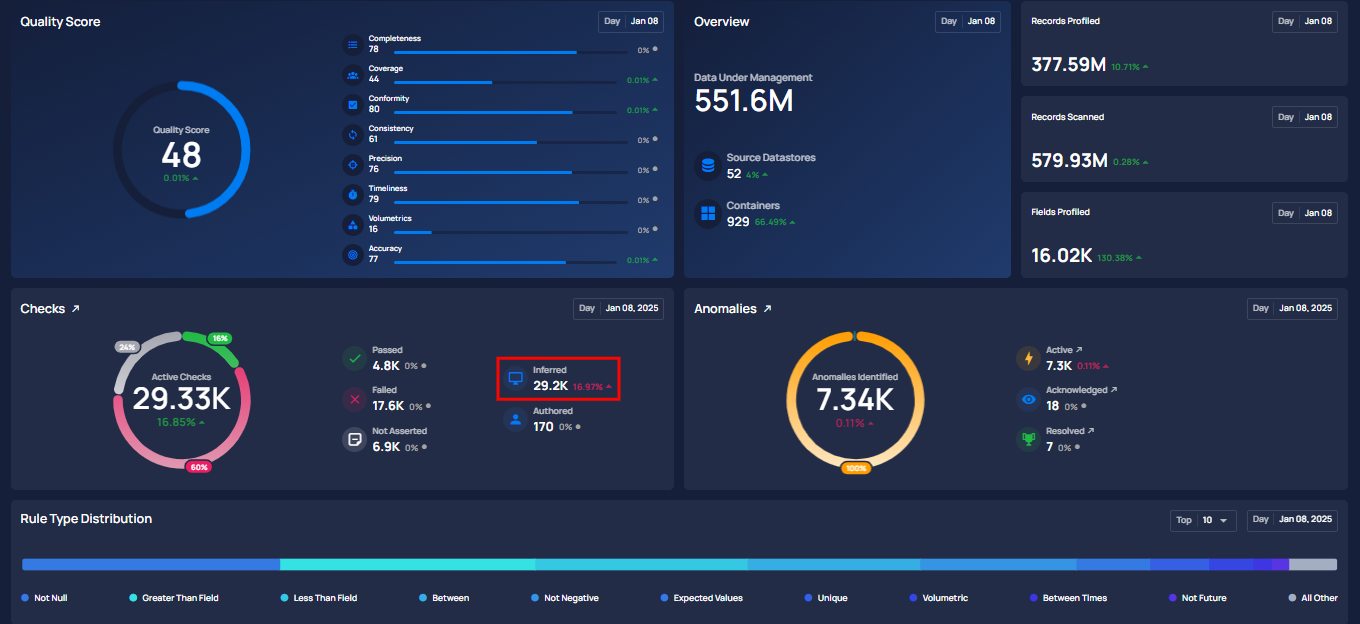 Quality Score
Day Jan 08
Quality Score
48
0.01%
Completeness
78
0%
Coverage
44
0.01%
Conformity
80
0.01%
Consistency
61
0%
Precision
76
0%
Timeliness
79
0%
Volumetrics
16
0%
Accuracy
77
0.01%
Overview
Day Jan 08
Data Under Management
551.6M
Source Datastores
52 4%
Containers
929 66.49%
Records Profiled
Day Jan 08
377.59M 10.71%
Records Scanned
Day Jan 08
579.93M 0.28%
Fields Profiled
Day Jan 08
16.02K 130.38%
Checks
Day Jan 08, 2025
24%
16%
Active Checks
29.33K
16.85%
60%
Passed
4.8K 0%
Failed
17.6K 0%
Not Asserted
6.9K 0%
Inferred
29.2K 16.97%
Authored
170 0%
Anomalies
Day Jan 08, 2025
Anomalies Identified
7.34K
0.11%
100%
Active
7.3K 0.11%
Acknowledged
18 0%
Resolved
7 0%
Rule Type Distribution
Top 10
Day Jan 08, 2025
Not Null Greater Than Field Less Than Field Between Not Negative Expected Values Unique Volumetric Between Times Not Future All Other